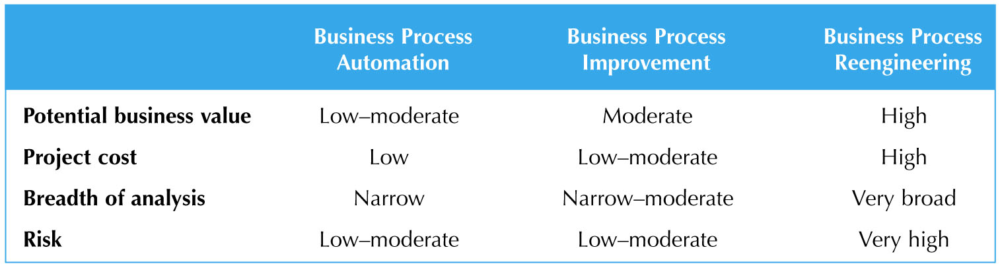 Business Process Automation Business Process Improvement Business Process Reengineering
Potential business value Low–moderate Moderate High
Project cost Low Low–moderate High
Breadth of analysis Narrow Narrow–moderate Very broad
Risk Low–moderate Low–moderate Very high